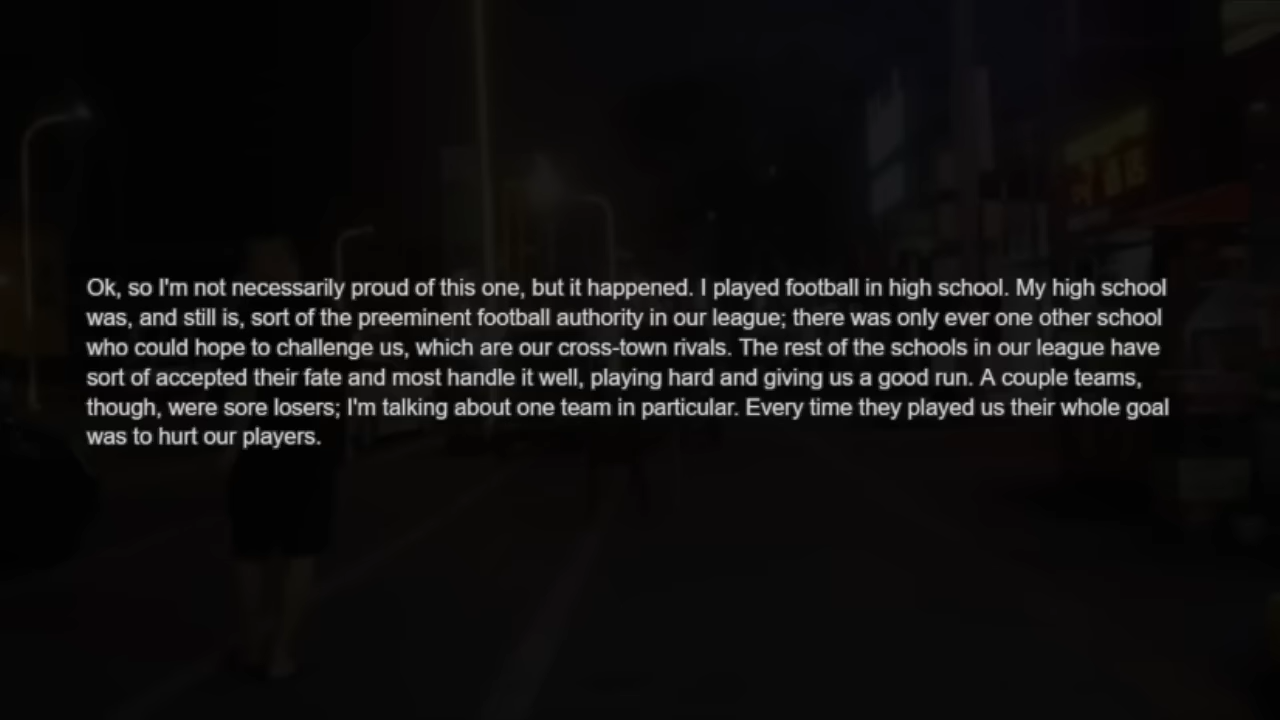 Ok, so I'm not necessarily proud of this one, but it happened. I played football in high school. My high school
was, and still is, sort of the preeminent football authority in our league; there was only ever one other school
who could hope to challenge us, which are our cross-town rivals. The rest of the schools in our league have
sort of accepted their fate and most handle it well, playing hard and giving us a good run. A couple teams,
though, were sore losers; I'm talking about one team in particular. Every time they played us their whole goal
was to hurt our players.